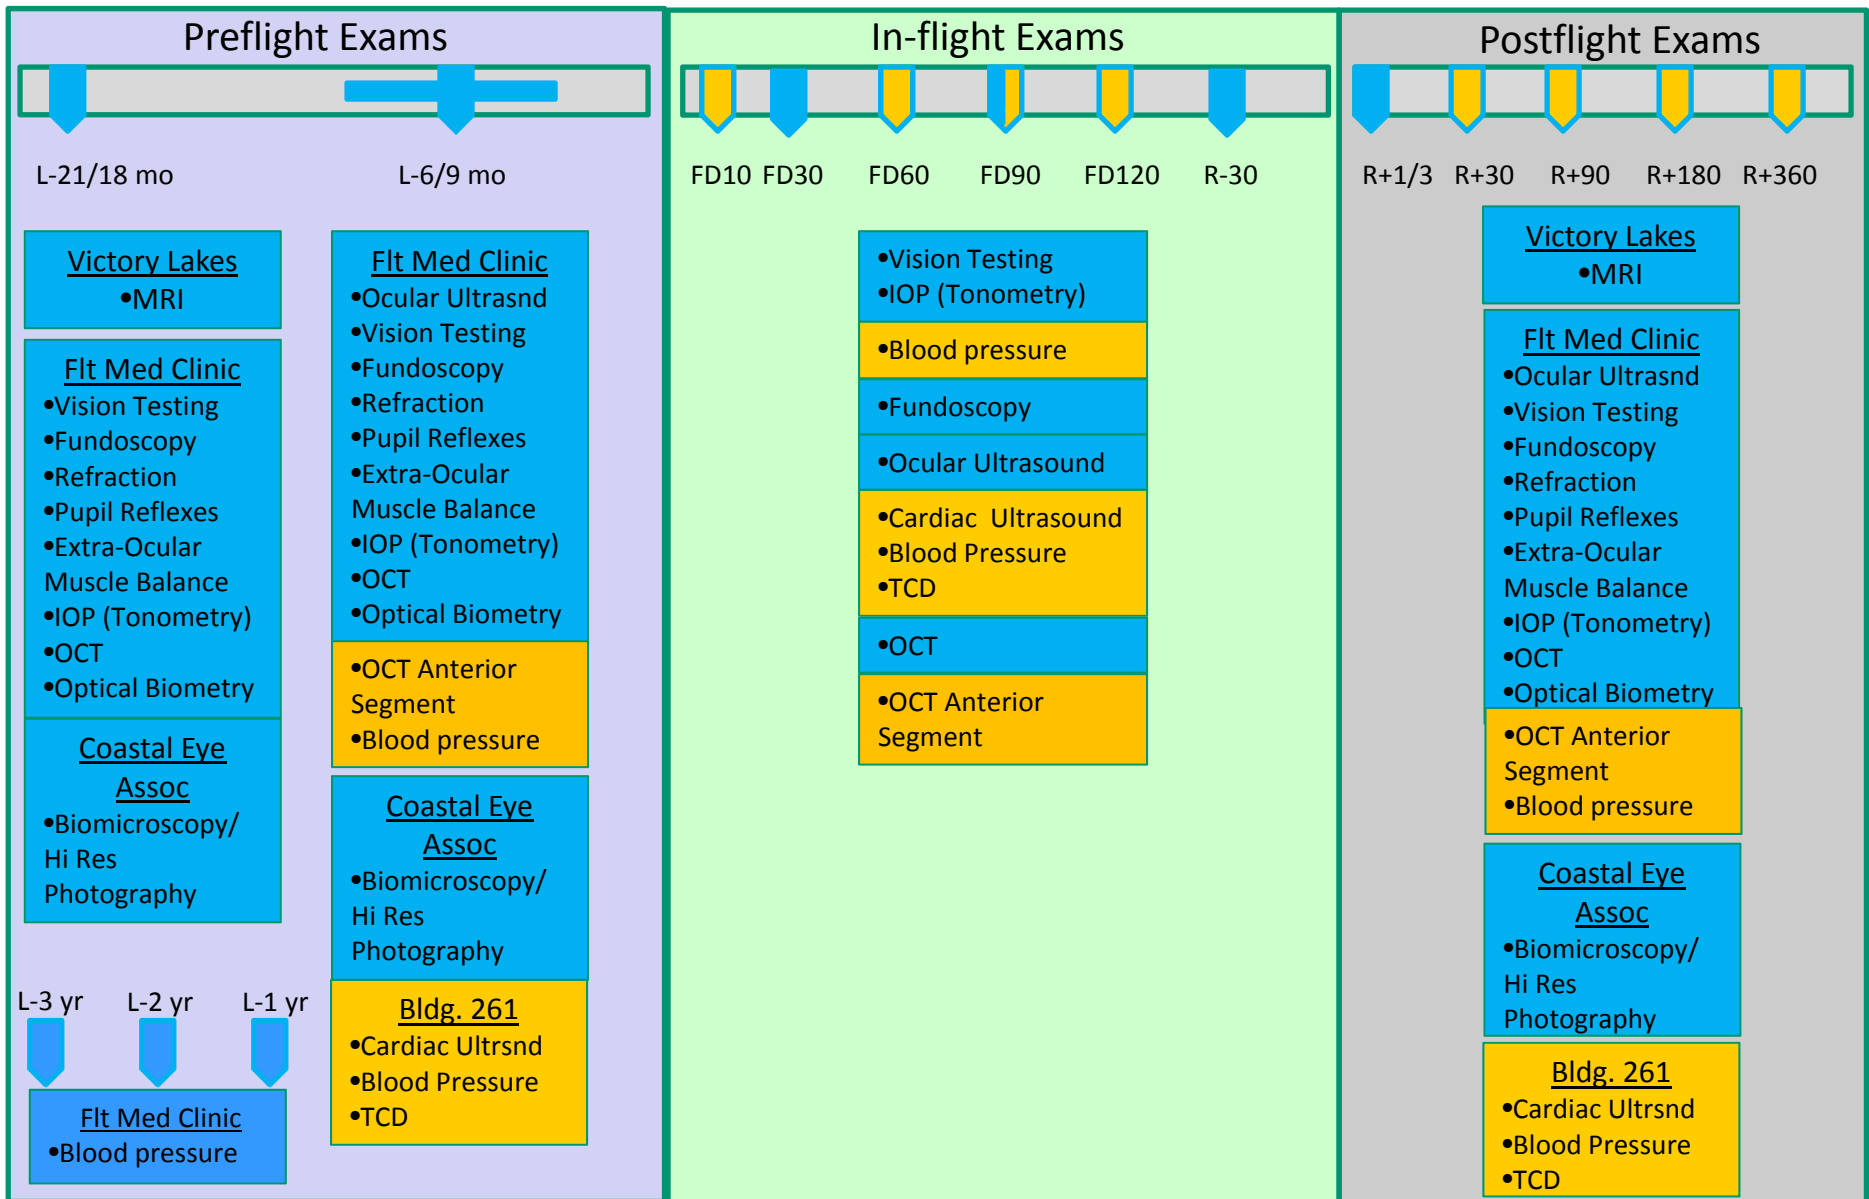 Preflight Exams
L-21/18 mo
L-6/9 mo
Victory Lakes
•MRI
Flt Med Clinic
•Vision Testing
•Fundoscopy
•Refraction
•Pupil Reflexes
•Extra-Ocular
Muscle Balance
•IOP (Tonometry)
•OCT
•Optical Biometry
Coastal Eye
Assoc
•Biomicroscopy/
Hi Res
Photography
L-3 yr
L-2 yr
L-1 yr
Flt Med Clinic
•Blood pressure
Flt Med Clinic
•Ocular Ultrasnd
•Vision Testing
•Fundoscopy
•Refraction
•Pupil Reflexes
•Extra-Ocular
Muscle Balance
•IOP (Tonometry)
•OCT
•Optical Biometry
•OCT Anterior
Segment
•Blood pressure
Coastal Eye
Assoc
•Biomicroscopy/
Hi Res
Photography
Bldg. 261
•Cardiac Ultrsnd
•Blood Pressure
•TCD
In-flight Exams
FD10
FD30
FD60
FD90
FD120
R-30
•Vision Testing
•IOP (Tonometry)
•Blood pressure
•Fundoscopy
•Ocular Ultrasound
•Cardiac Ultrasound
•Blood Pressure
•TCD
•OCT
•OCT Anterior
Segment
Postflight Exams
R+1/3
R+30
R+90
R+180
R+360
Victory Lakes
•MRI
Flt Med Clinic
•Ocular Ultrasnd
•Vision Testing
•Fundoscopy
•Refraction
•Pupil Reflexes
•Extra-Ocular
Muscle Balance
•IOP (Tonometry)
•OCT
•Optical Biometry
•OCT Anterior
Segment
•Blood pressure
Coastal Eye
Assoc
•Biomicroscopy/
Hi Res
Photography
Bldg. 261
•Cardiac Ultrsnd
•Blood Pressure
•TCD